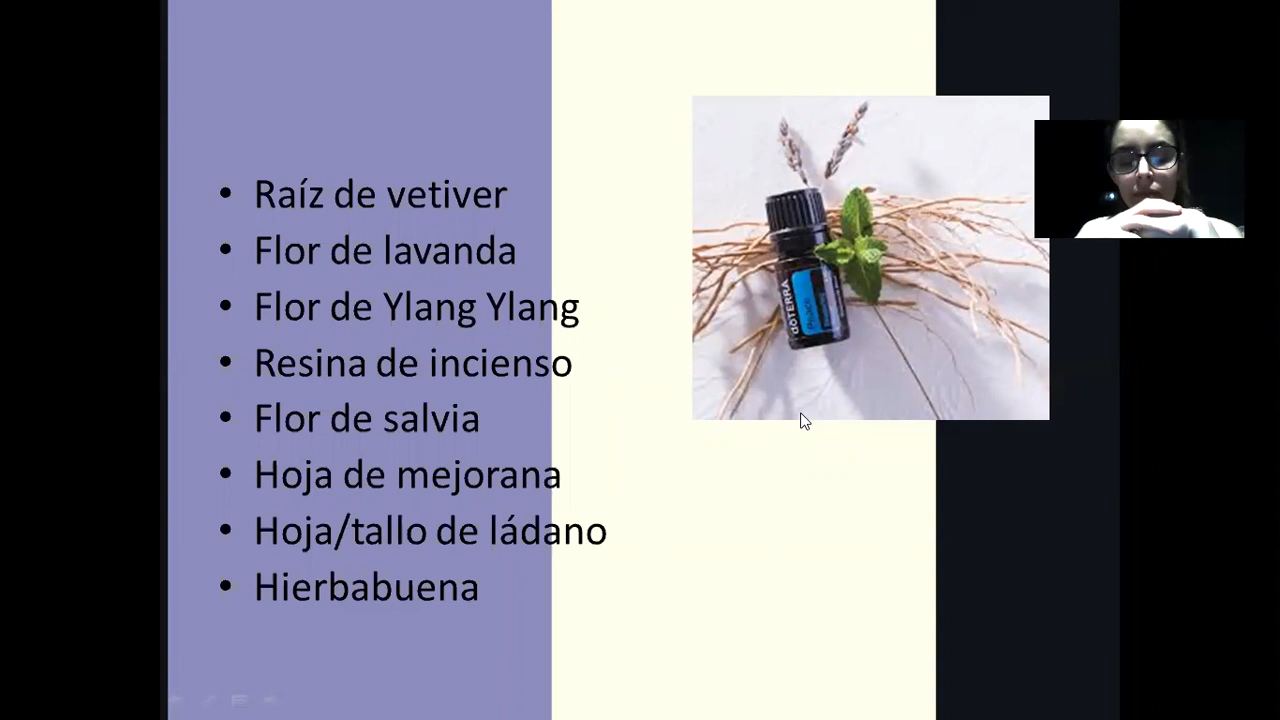 • Raíz de vetiver
• Flor de lavanda
• Flor de Ylang Ylang
• Resina de incienso
• Flor de salvia
• Hoja de mejorana
• Hoja/tallo de ládano
• Hierbabuena
dōTERRA
Peace